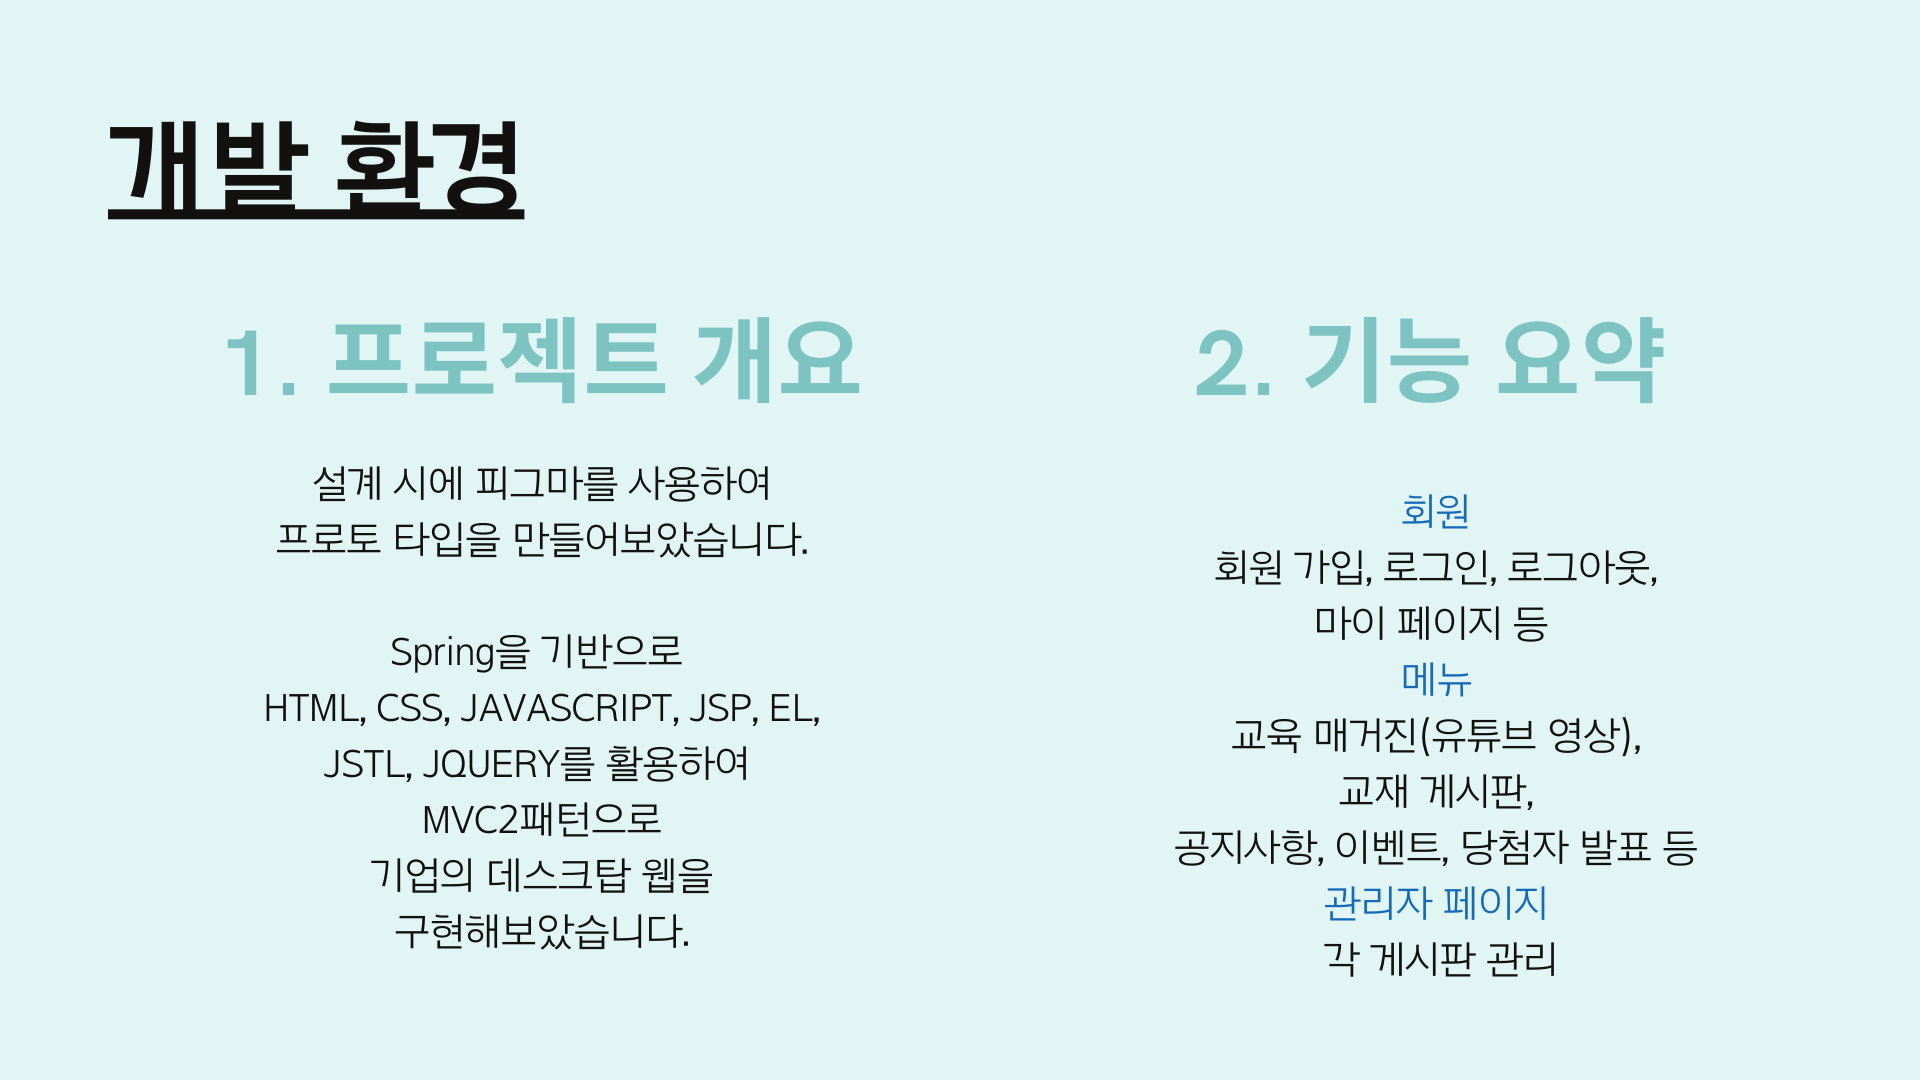 개발 환경
1. 프로젝트 개요
설계 시에 피그마를 사용하여
프로토 타입을 만들어보았습니다.
Spring을 기반으로
HTML, CSS, JAVASCRIPT, JSP, EL,
JSTL, JQUERY를 활용하여
MVC2패턴으로
기업의 데스크탑 웹을
구현해보았습니다.
2. 기능 요약
회원
회원 가입, 로그인, 로그아웃,
마이 페이지 등
메뉴
교육 매거진(유튜브 영상),
교재 게시판,
공지사항, 이벤트, 당첨자 발표 등
관리자 페이지
각 게시판 관리